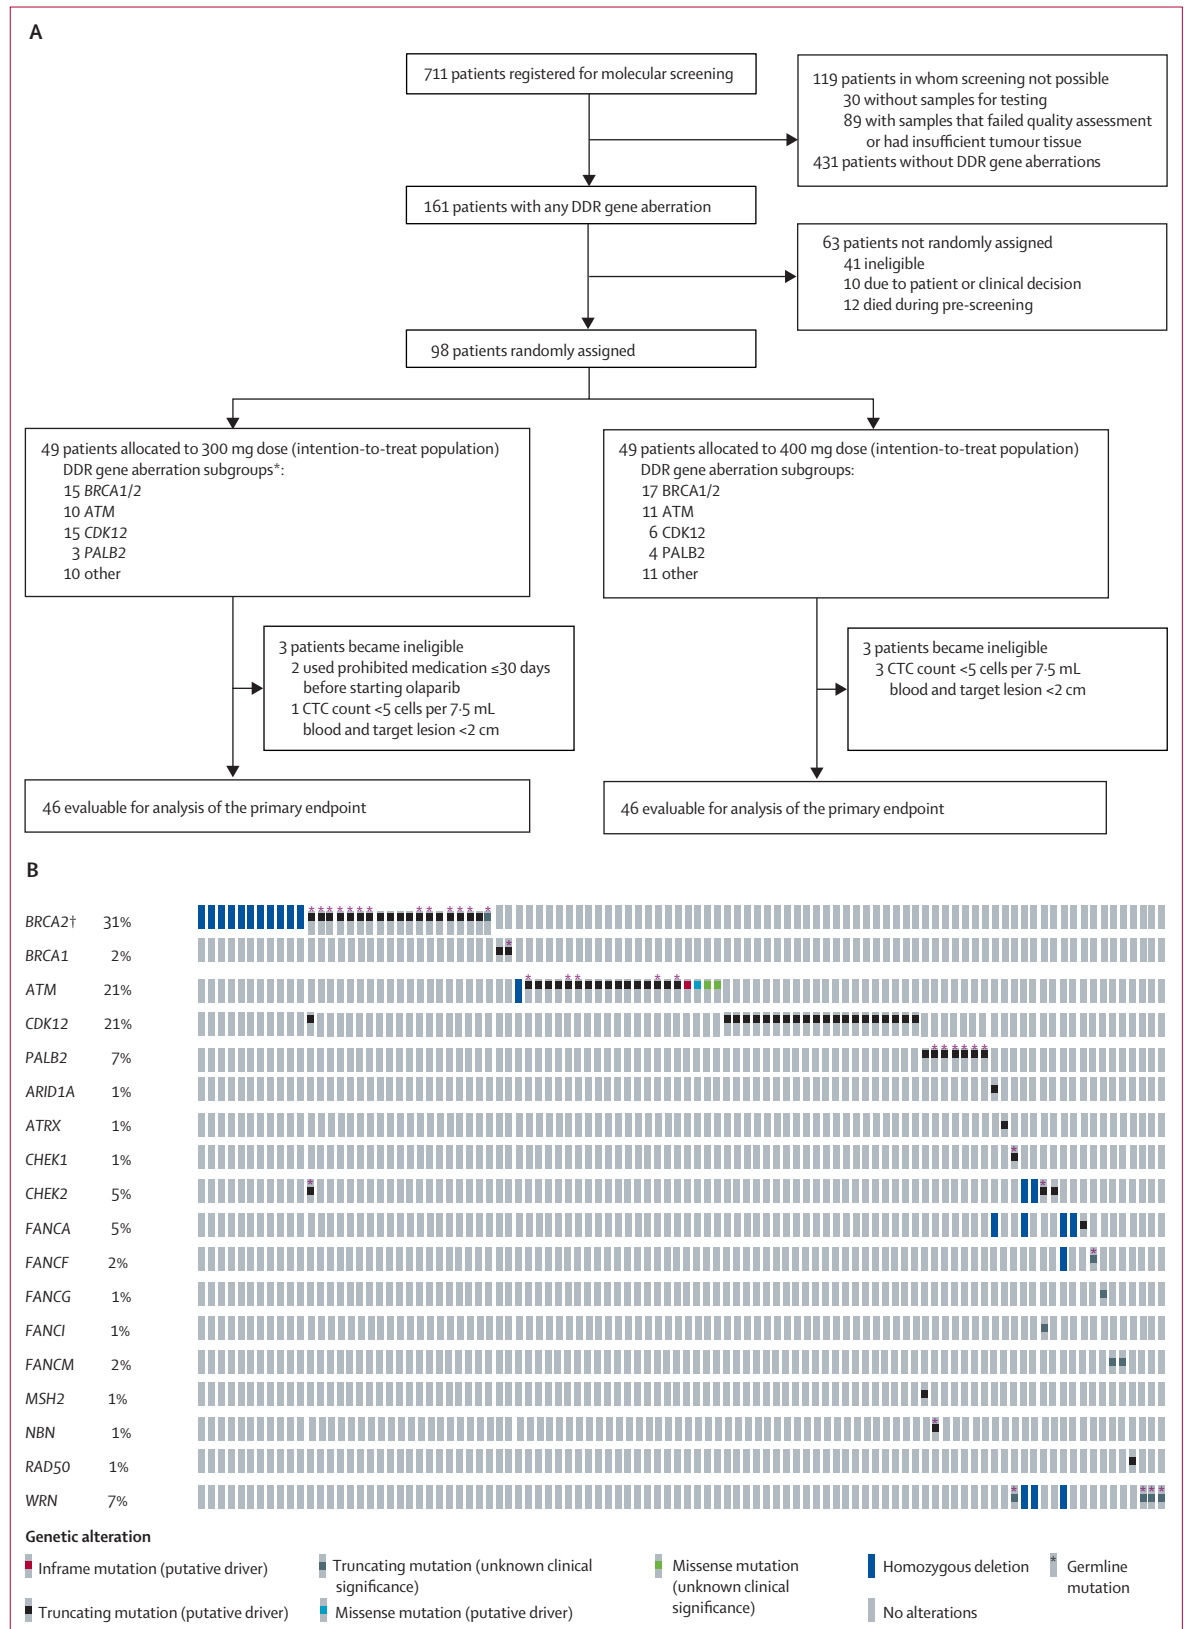 A
711 patients registered for molecular screening
119 patients in whom screening not possible
30 without samples for testing
89 with samples that failed quality assessment
or had insufficient tumour tissue
431 patients without DDR gene aberrations
161 patients with any DDR gene aberration
63 patients not randomly assigned
41 ineligible
10 due to patient or clinical decision
12 died during pre-screening
98 patients randomly assigned
49 patients allocated to 300 mg dose (intention-to-treat population)
DDR gene aberration subgroups*:
15 BRCA1/2
10 ATM
15 CDK12
3 PALB2
10 other
49 patients allocated to 400 mg dose (intention-to-treat population)
DDR gene aberration subgroups:
17 BRCA1/2
11 ATM
6 CDK12
4 PALB2
11 other
3 patients became ineligible
2 used prohibited medication ≤30 days
before starting olaparib
1 CTC count <5 cells per 7·5 mL
blood and target lesion <2 cm
3 patients became ineligible
3 CTC count <5 cells per 7·5 mL
blood and target lesion <2 cm
46 evaluable for analysis of the primary endpoint
46 evaluable for analysis of the primary endpoint
B
BRCA2† 31%
BRCA1 2%
ATM 21%
CDK12 21%
PALB2 7%
ARID1A 1%
ATRX 1%
CHEK1 1%
CHEK2 5%
FANCA 5%
FANCF 2%
FANCG 1%
FANCI 1%
FANCM 2%
MSH2 1%
NBN 1%
RAD50 1%
WRN 7%
Genetic alteration
Inframe mutation (putative driver)
Truncating mutation (putative driver)
Truncating mutation (unknown clinical
significance)
Missense mutation (putative driver)
Missense mutation
(unknown clinical
significance)
Homozygous deletion
No alterations
* Germline
mutation